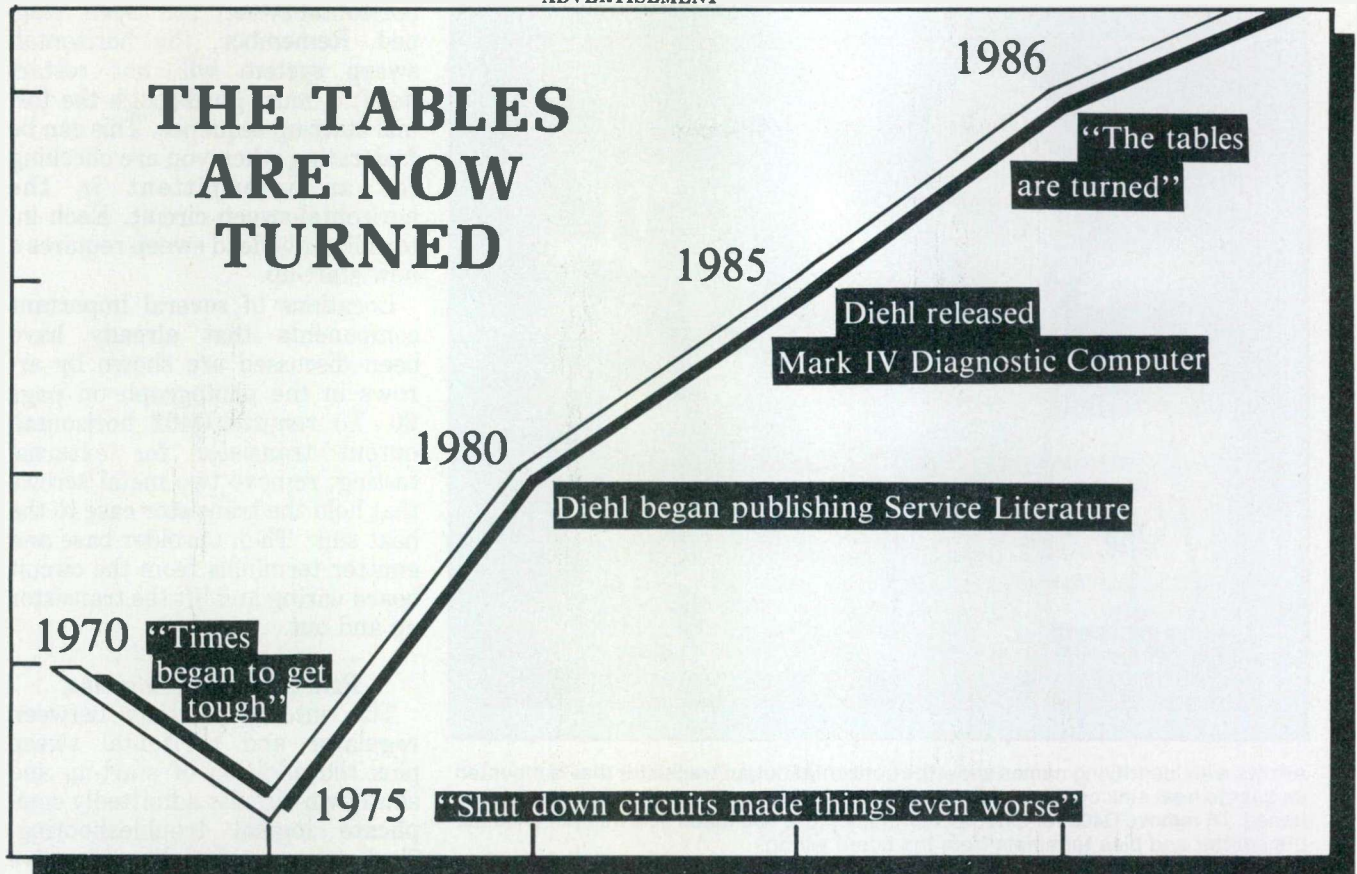 ADVERTISEMENT
THE TABLES
ARE NOW
TURNED
1986
"The tables
are turned"
1985
Diehl released
Mark IV Diagnostic Computer
1980
Diehl began publishing Service Literature
1970
"Times
began to get
tough"
1975
"Shut down circuits made things even worse"